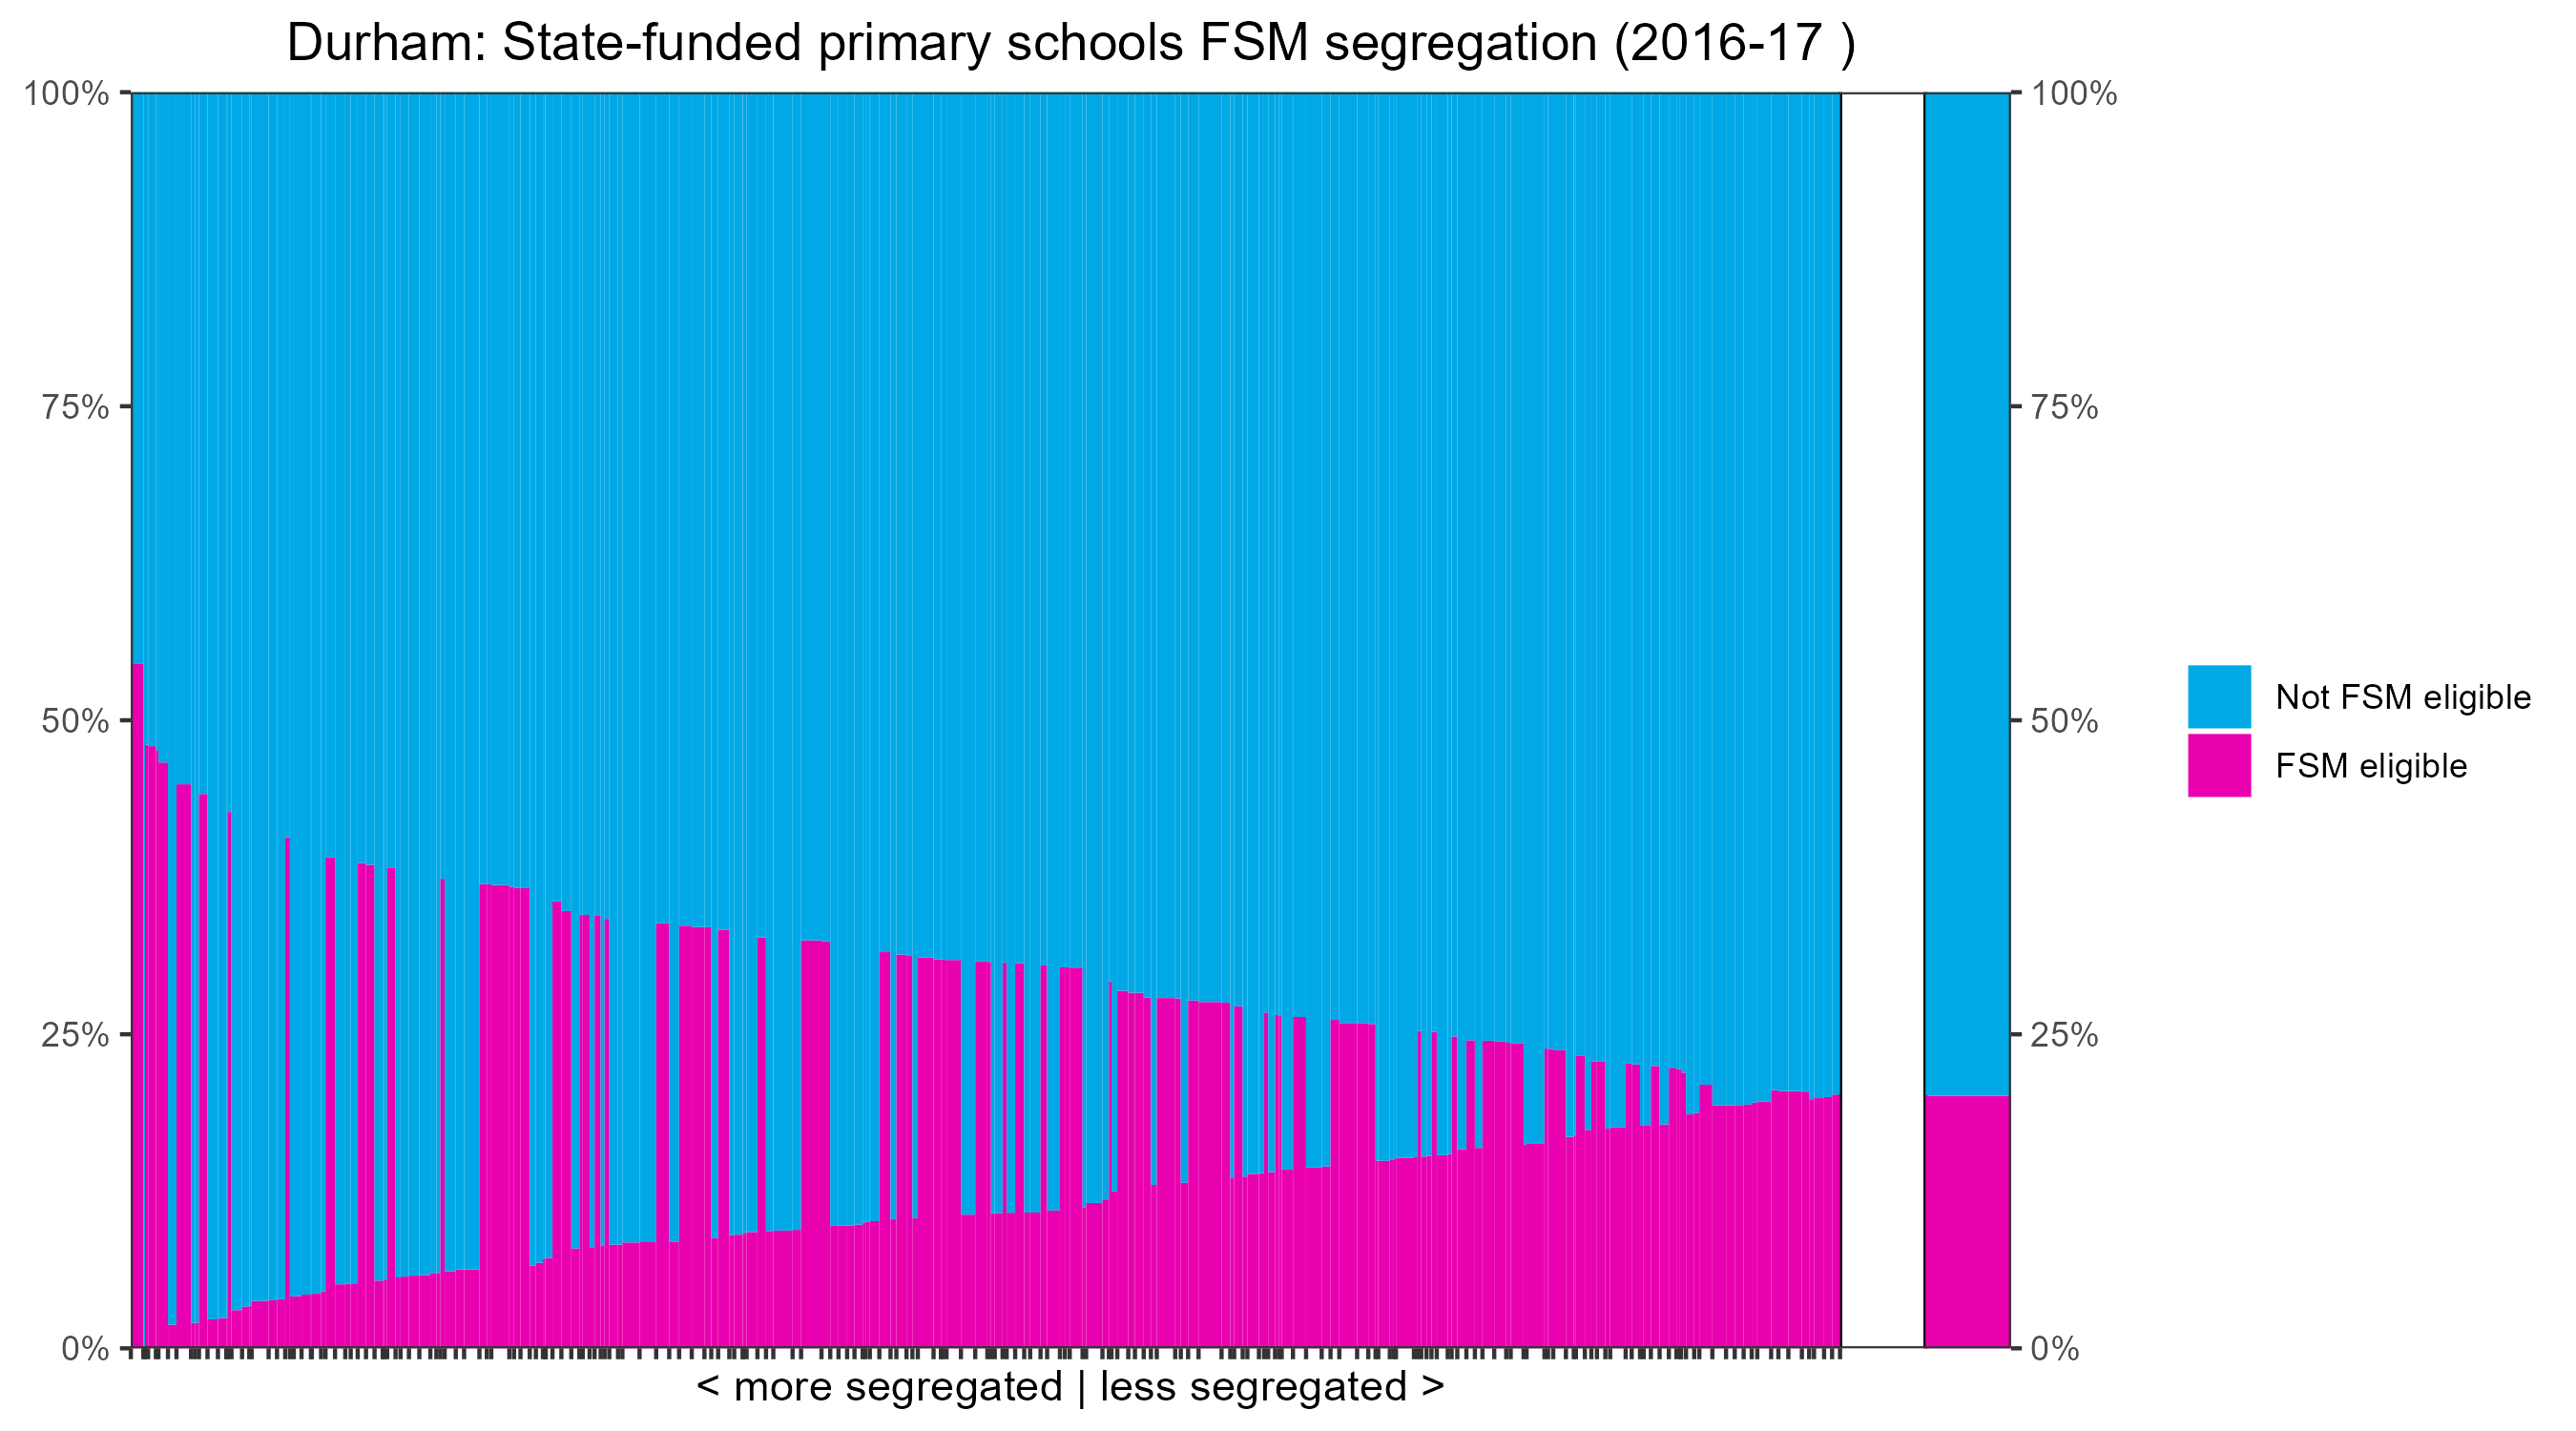 Durham: State-funded primary schools FSM segregation (2016-17 )
100%
75%
50%
25%
0%
100%
75%
50%
25%
0%
Not FSM eligible
FSM eligible
< more segregated | less segregated >